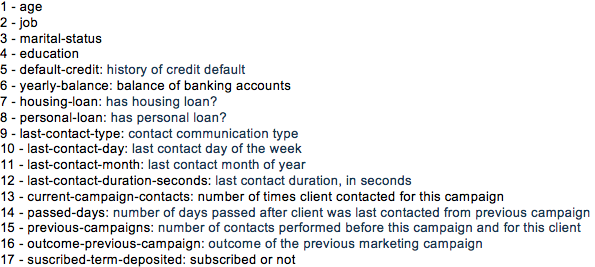 1 - age
2 - job
3 - marital-status
4 - education
5 - default-credit: history of credit default
6 - yearly-balance: balance of banking accounts
7 - housing-loan: has housing loan?
8 - personal-loan: has personal loan?
9 - last-contact-type: contact communication type
10 - last-contact-day: last contact day of the week
11 - last-contact-month: last contact month of year
12 - last-contact-duration-seconds: last contact duration, in seconds
13 - current-campaign-contacts: number of times client contacted for this campaign
14 - passed-days: number of days passed after client was last contacted from previous campaign
15 - previous-campaigns: number of contacts performed before this campaign and for this client
16 - outcome-previous-campaign: outcome of the previous marketing campaign
17 - suscribed-term-deposited: subscribed or not